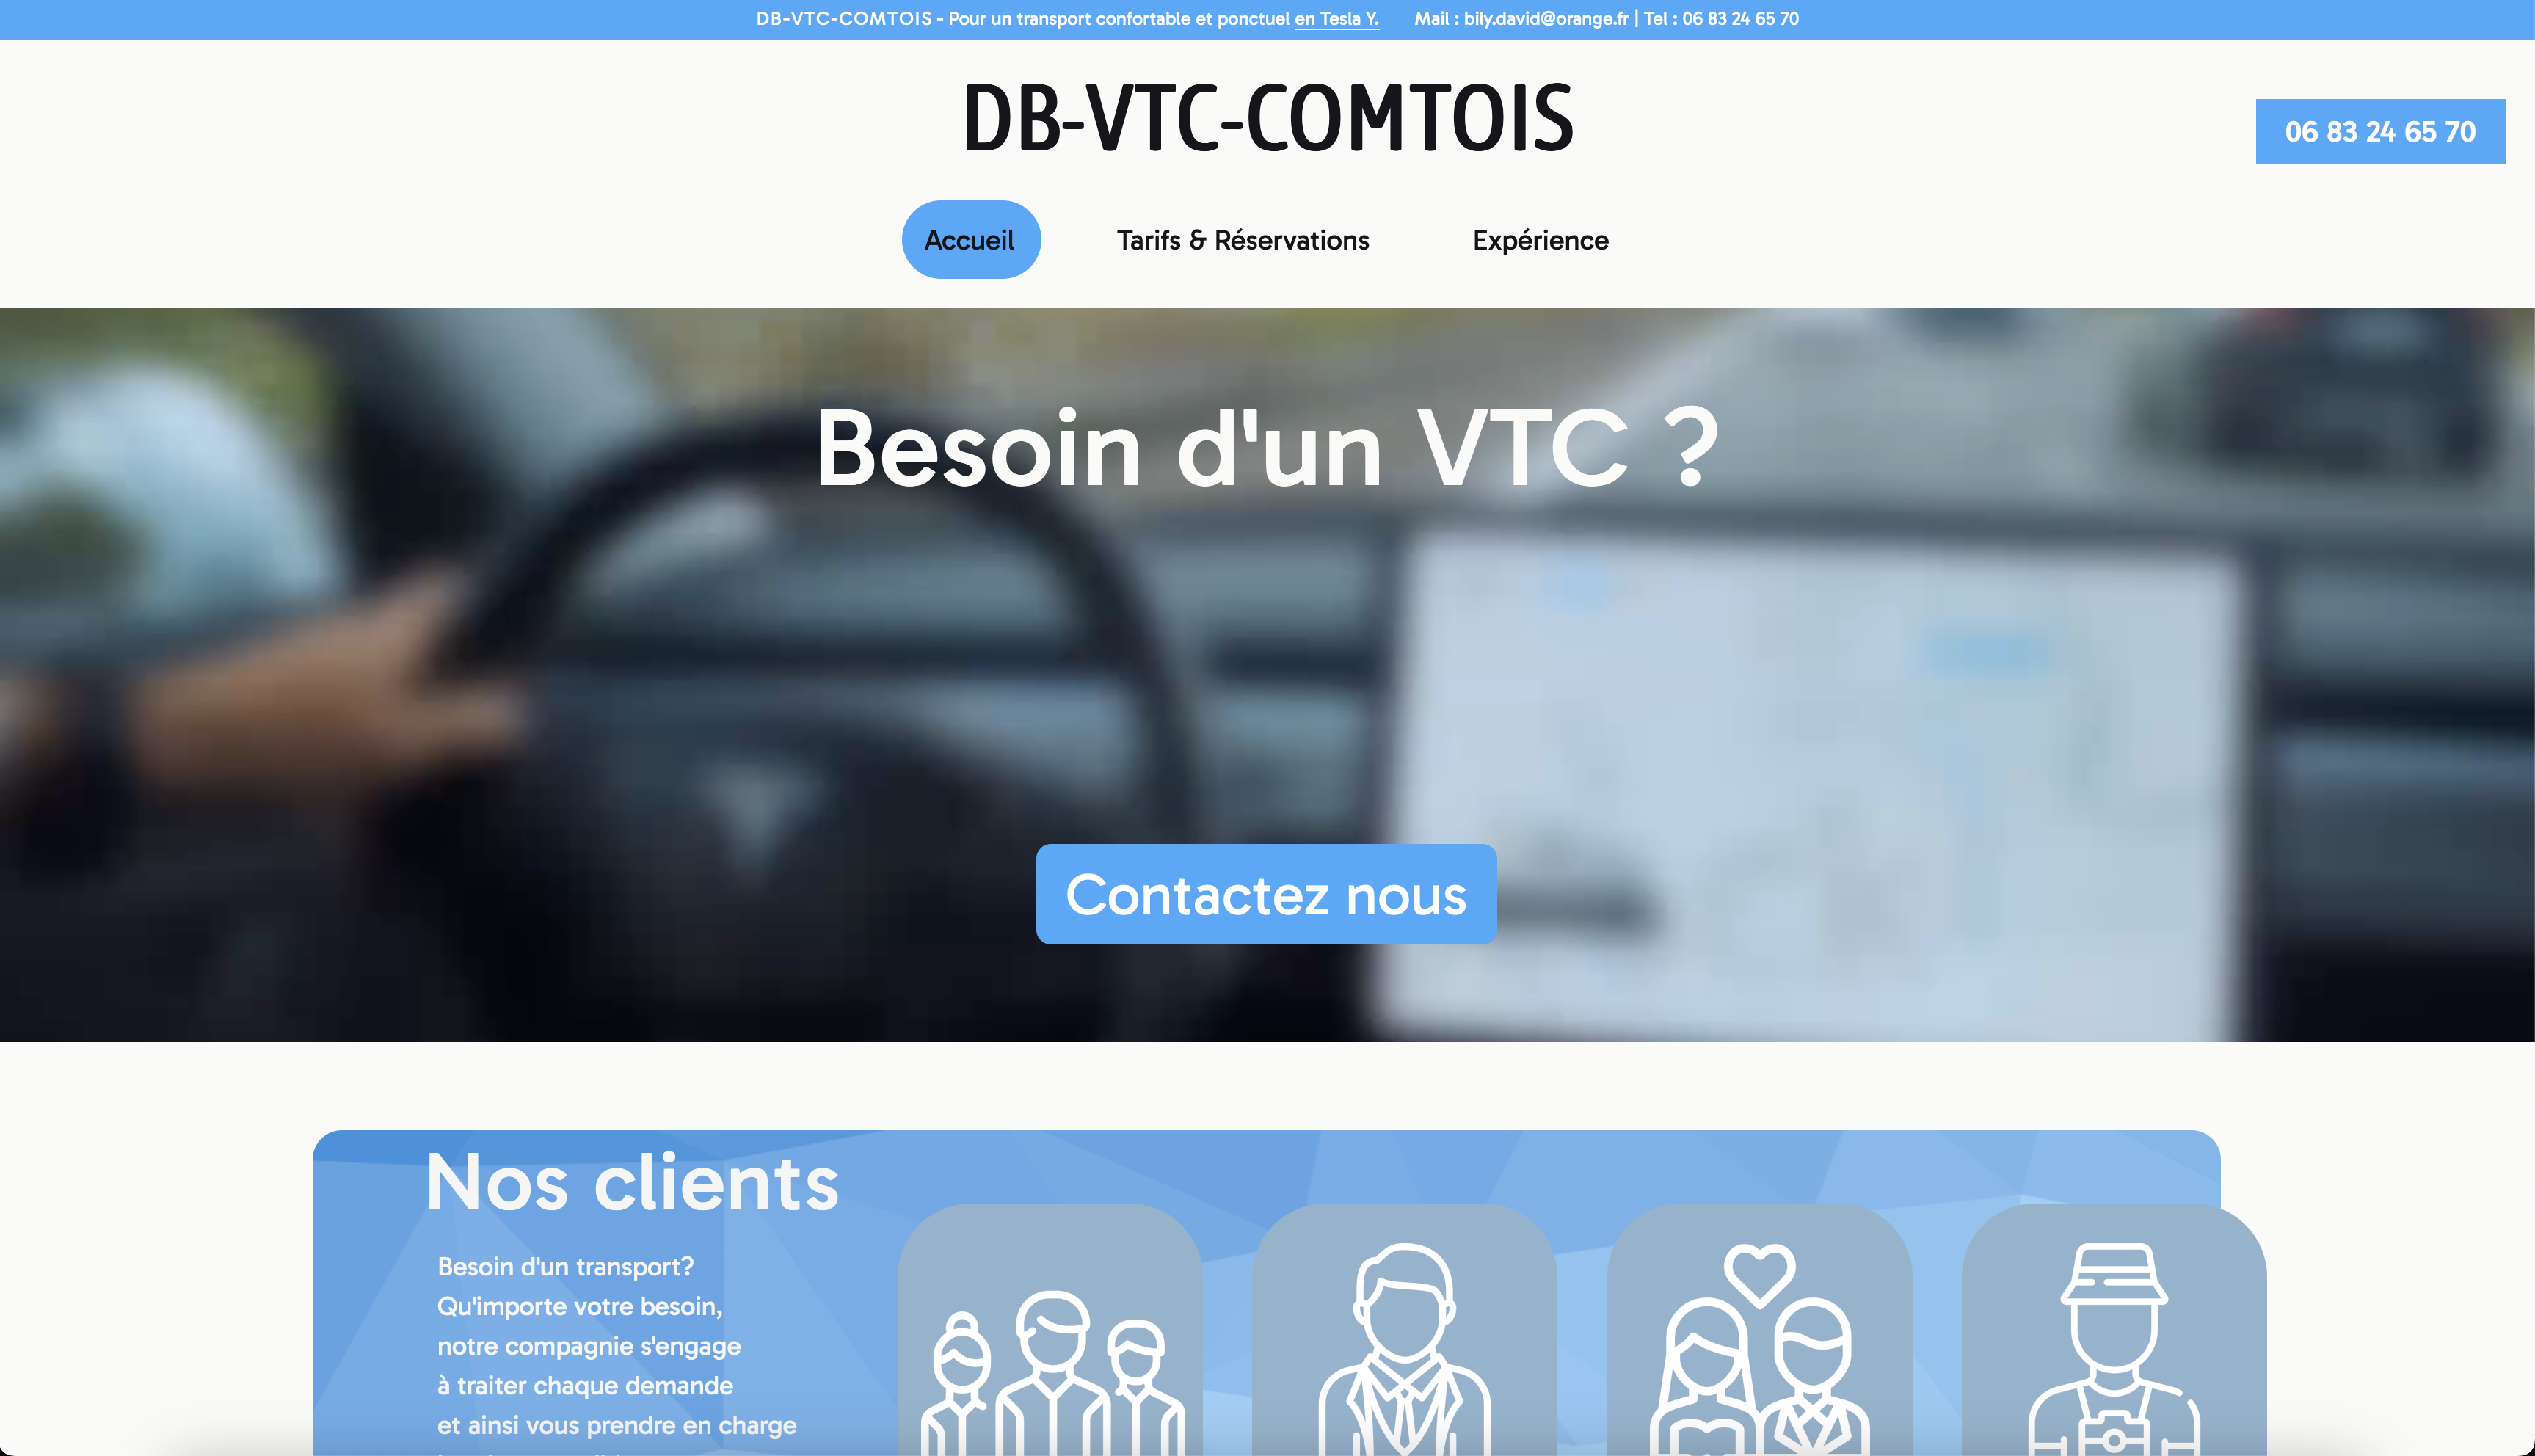 DB-VTC-COMTOIS - Pour un transport confortable et ponctuel en Tesla Y. Mail : bily.david@orange.fr | Tel : 06 83 24 65 70
DB-VTC-COMTOIS
06 83 24 65 70
Accueil Tarifs & Réservations Expérience
Besoin d'un VTC ?
Contactez nous
Nos clients
Besoin d'un transport?
Qu'importe votre besoin,
notre compagnie s'engage
à traiter chaque demande
et ainsi vous prendre en charge